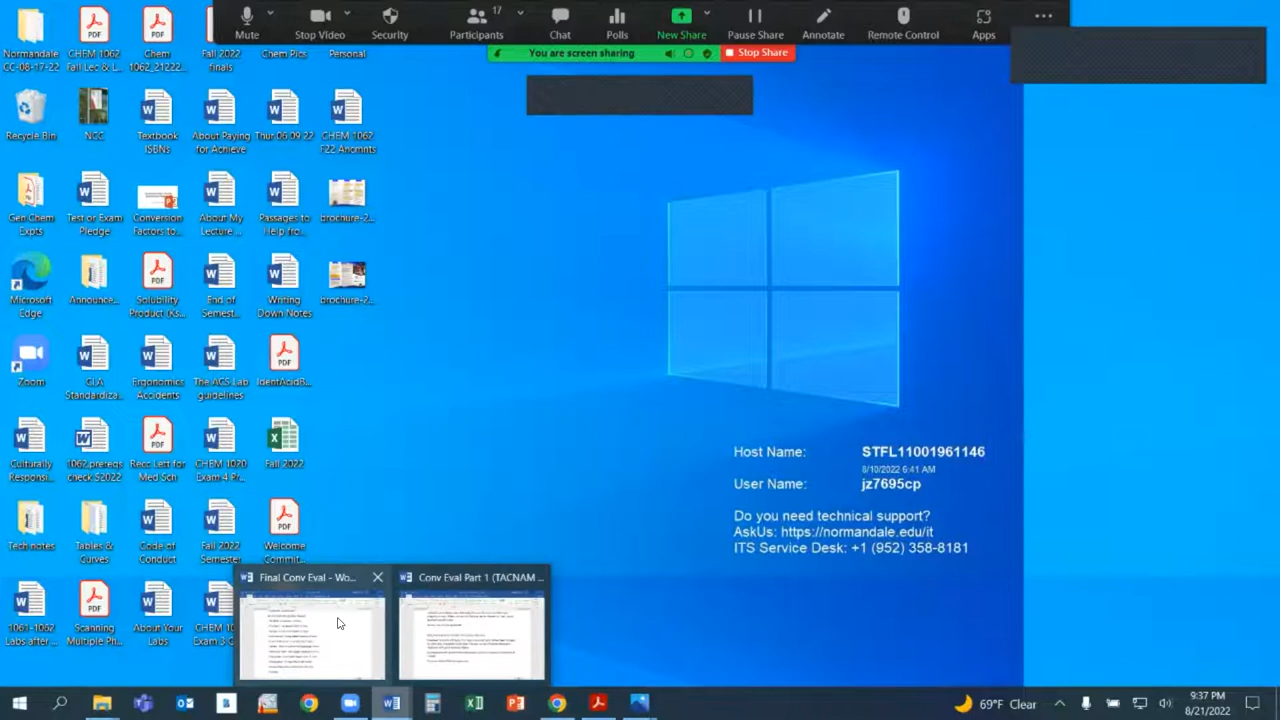 Mute
Stop Video
Security
17
Participants
Chat
Polls
New Share
Pause Share
Annotate
Remote Control
Apps
You are screen sharing
Stop Share
Normandale
CC-08-17-22
CHEM 1062
Fall Lec & L...
Chem
1062_21222...
Fall 2022
finals
Chem Pics
Personal
Recycle Bin
NCC
Textbook
ISBNs
About Paying
for Achieve
Thur 06 09 22
CHEM 1062
F22 Anomnts
Gen Chem
Expts
Test or Exam
Pledge
Conversion
Factors to...
About My
Lecture ...
Passages to
Help fro...
brochure-2...
Microsoft
Edge
Announce...
Solubility
Product (Ks...
End of
Semest...
Writing
Down Notes
brochure-2...
Zoom
CLA
Standardiza...
Ergonomics
Accidents
The ACS Lab
guidelines
IdentAcidB...
Culturally
Responsi...
1062.prereqs
check.S2022
Recc Lett for
Med Sch
CHEM 1020
Exam 4 Pr...
Fall 2022
Tech notes
Tables &
Curves
Code of
Conduct
Fall 2022
Semester
Welcome
Commit...
Scanning
Multiple Ph...
About Your
Labs
Host Name: STFL11001961146
8/10/2022 6:41 AM
User Name: jz7695cp
Do you need technical support?
AskUs: https://normandale.edu/it
ITS Service Desk: +1 (952) 358-8181
Final Conv Eval - Wo...
Conv Eval Part 1 (TACNAM ...
69°F Clear
9:37 PM
8/21/2022